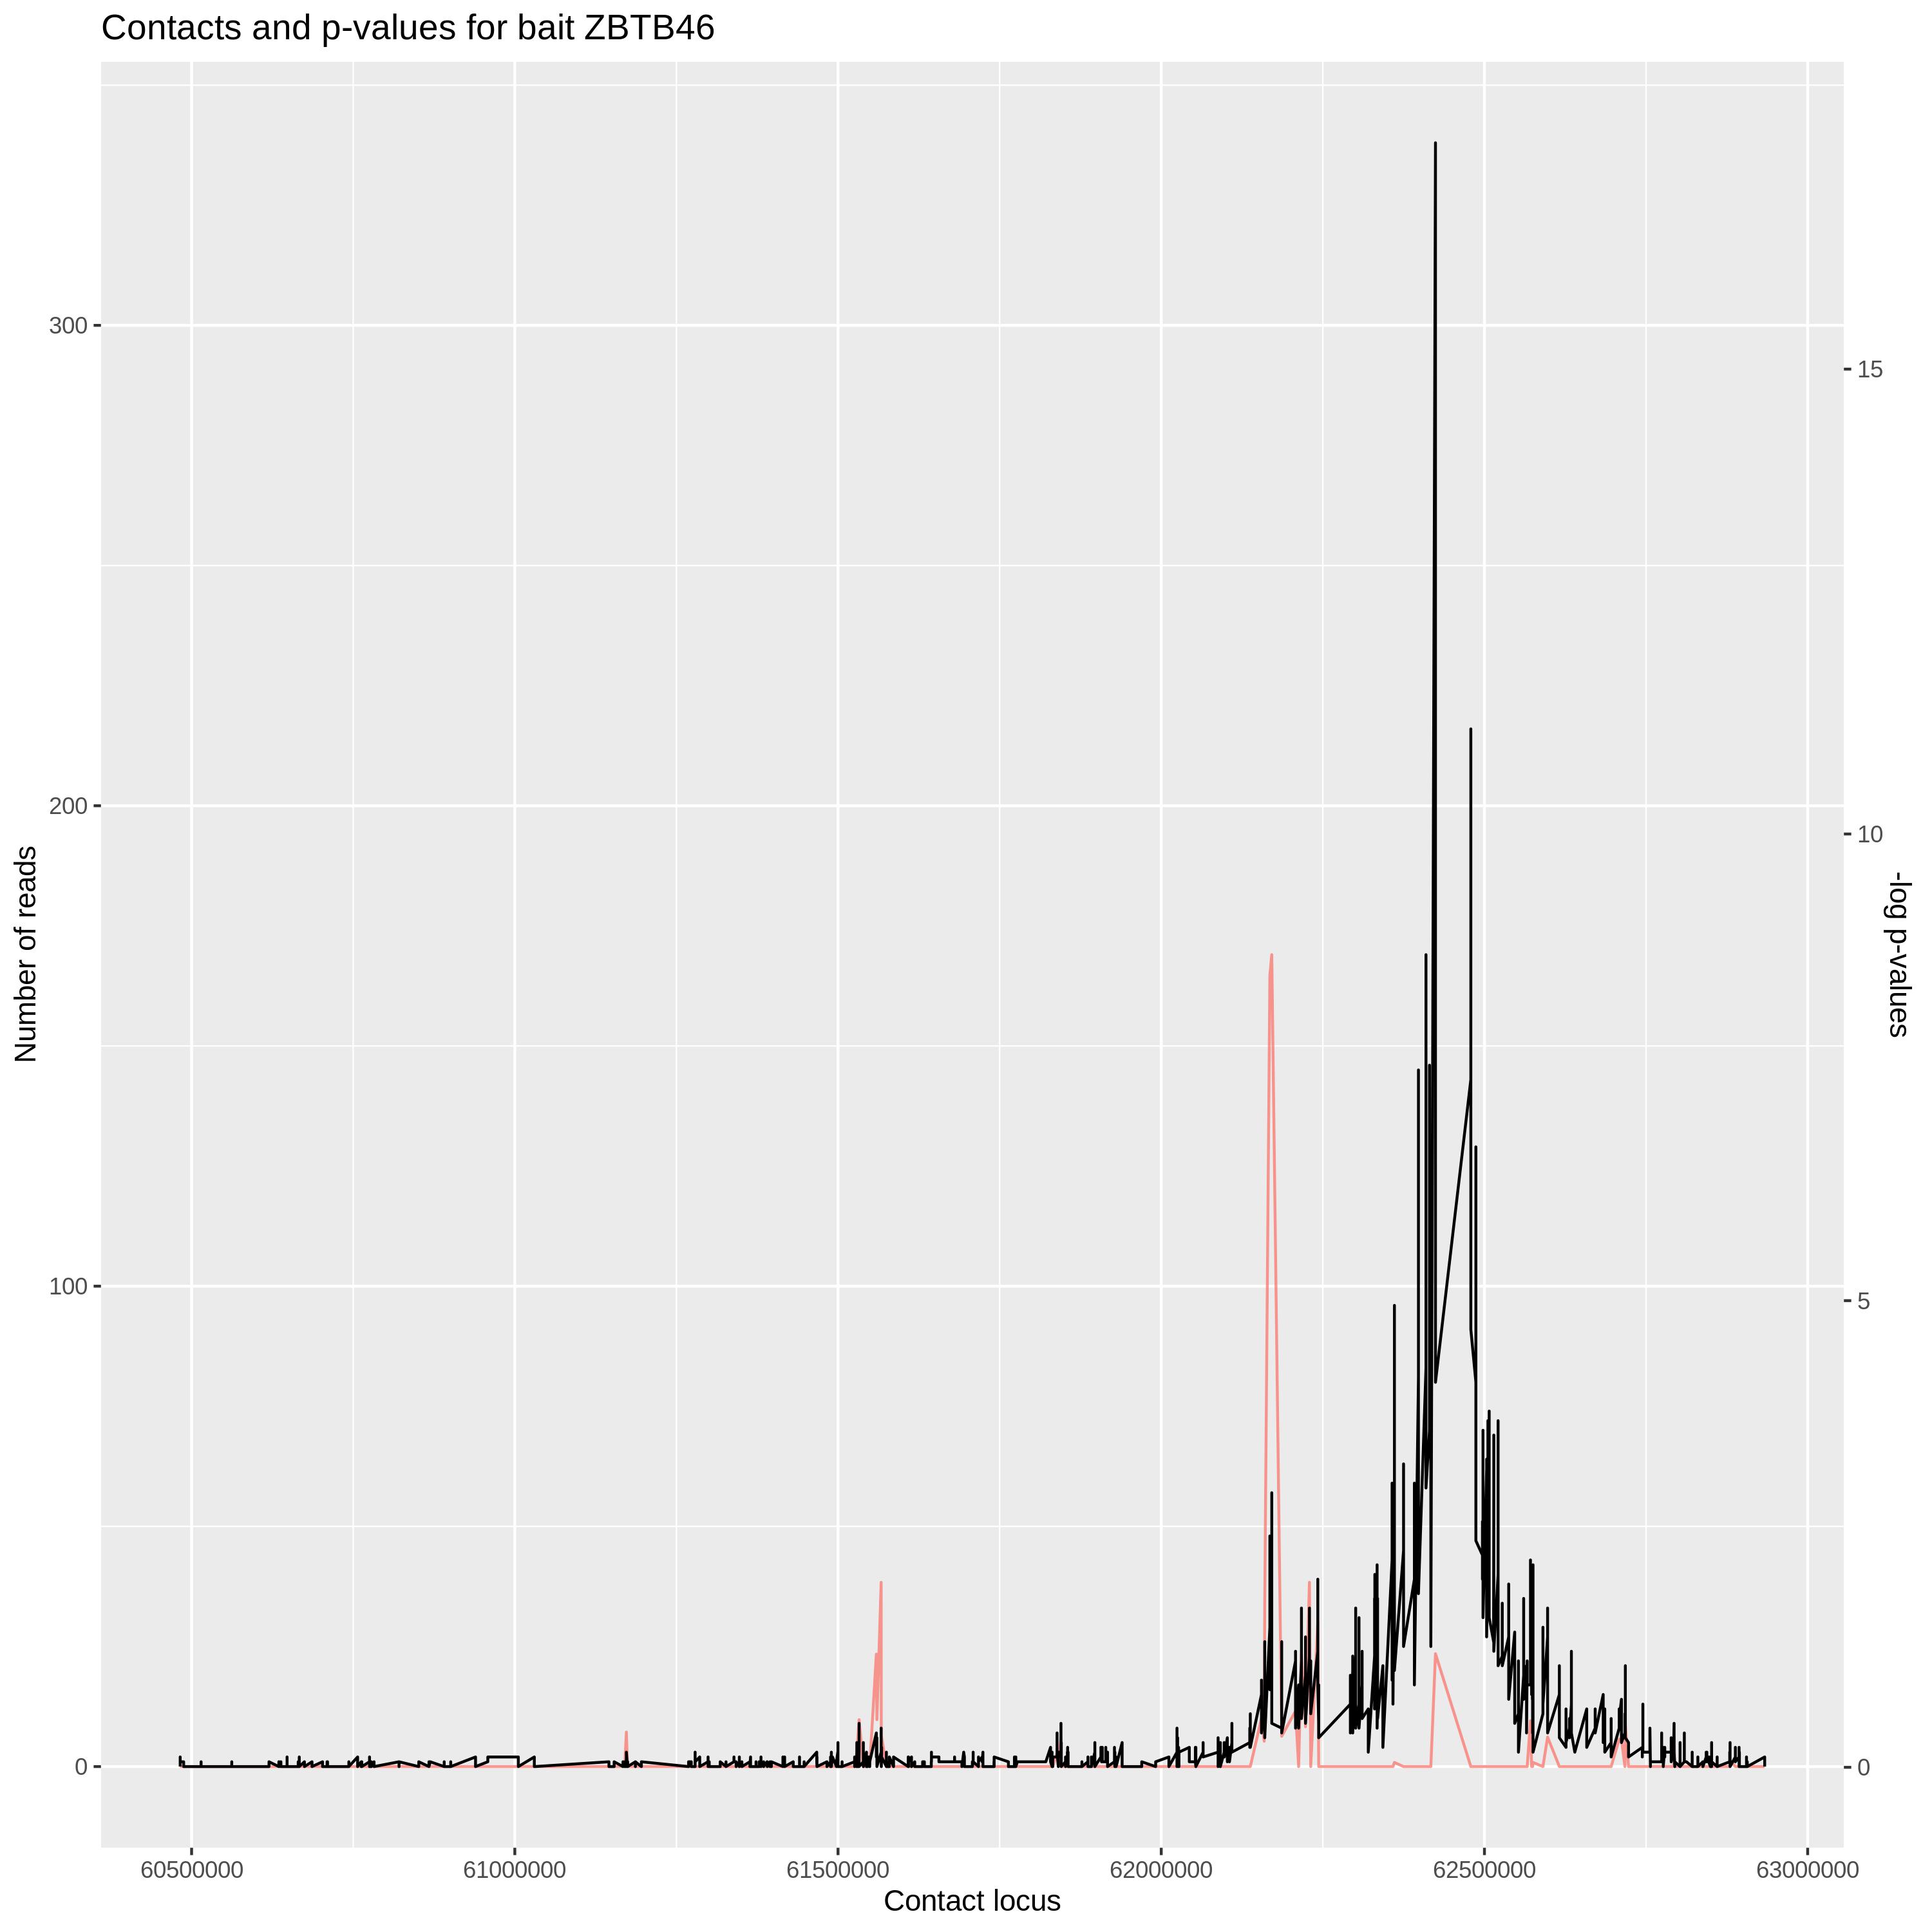 Contacts and p-values for bait ZBTB46
Number of reads
300
200
100
0
15
10
5
0
-log p-values
60500000 61000000 61500000 62000000 62500000 63000000
Contact locus